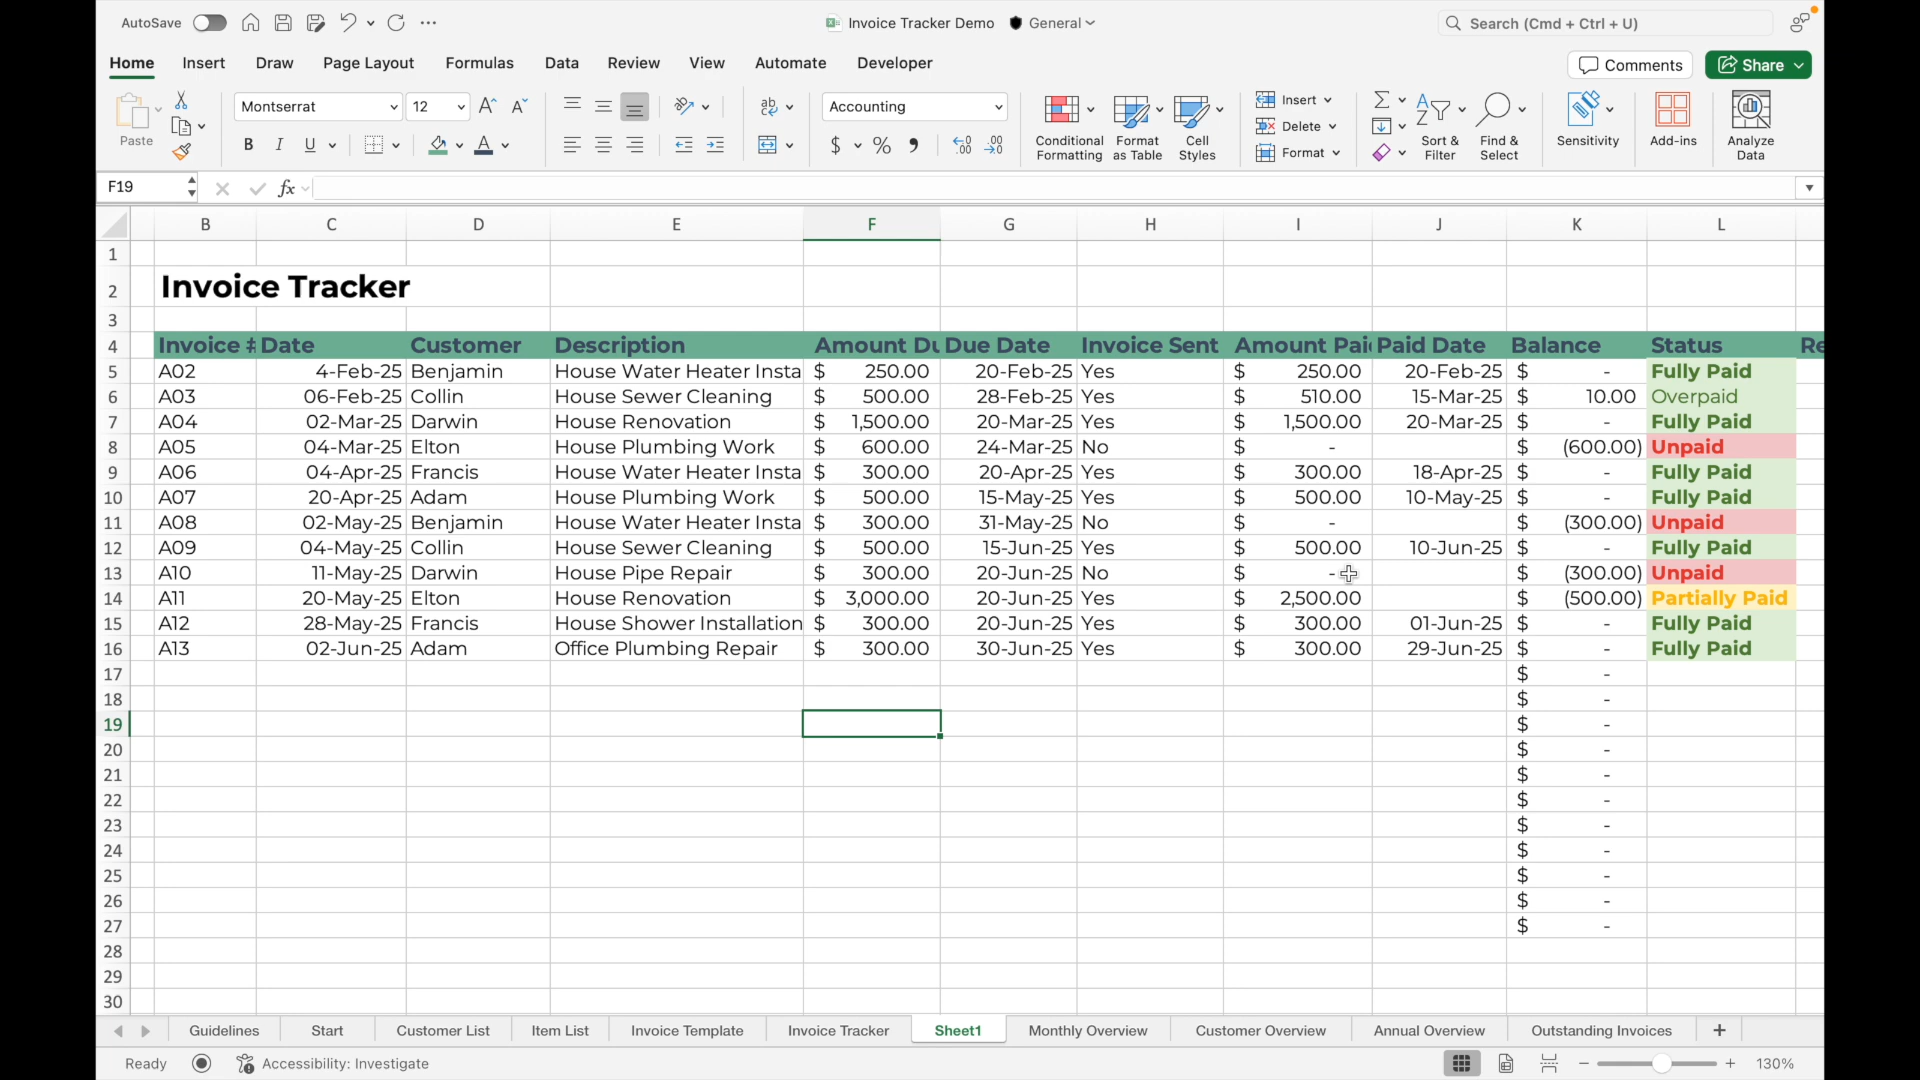 AutoSave
Invoice Tracker Demo General
Search (Cmd + Ctrl + U)
Home Insert Draw Page Layout Formulas Data Review View Automate Developer
Comments Share
Paste
Montserrat 12
B I U
ab
Accounting
$ % ,
Conditional Formatting
Format as Table
Cell Styles
Insert
Delete
Format
Sort & Filter
Find & Select
Sensitivity
Add-ins
Analyze Data
F19 fx
B C D E F G H I J K L
1
2 Invoice Tracker
3
4 Invoice # Date Customer Description Amount Du Due Date Invoice Sent Amount Paid Paid Date Balance Status Re
5 A02 4-Feb-25 Benjamin House Water Heater Insta $ 250.00 20-Feb-25 Yes $ 250.00 20-Feb-25 $ - Fully Paid
6 A03 06-Feb-25 Collin House Sewer Cleaning $ 500.00 28-Feb-25 Yes $ 510.00 15-Mar-25 $ 10.00 Overpaid
7 A04 02-Mar-25 Darwin House Renovation $ 1,500.00 20-Mar-25 Yes $ 1,500.00 20-Mar-25 $ - Fully Paid
8 A05 04-Mar-25 Elton House Plumbing Work $ 600.00 24-Mar-25 No $ - $ (600.00) Unpaid
9 A06 04-Apr-25 Francis House Water Heater Insta $ 300.00 20-Apr-25 Yes $ 300.00 18-Apr-25 $ - Fully Paid
10 A07 20-Apr-25 Adam House Plumbing Work $ 500.00 15-May-25 Yes $ 500.00 10-May-25 $ - Fully Paid
11 A08 02-May-25 Benjamin House Water Heater Insta $ 300.00 31-May-25 No $ - $ (300.00) Unpaid
12 A09 04-May-25 Collin House Sewer Cleaning $ 500.00 15-Jun-25 Yes $ 500.00 10-Jun-25 $ - Fully Paid
13 A10 11-May-25 Darwin House Pipe Repair $ 300.00 20-Jun-25 No $ - $ (300.00) Unpaid
14 A11 20-May-25 Elton House Renovation $ 3,000.00 20-Jun-25 Yes $ 2,500.00 $ (500.00) Partially Paid
15 A12 28-May-25 Francis House Shower Installation $ 300.00 20-Jun-25 Yes $ 300.00 01-Jun-25 $ - Fully Paid
16 A13 02-Jun-25 Adam Office Plumbing Repair $ 300.00 30-Jun-25 Yes $ 300.00 29-Jun-25 $ - Fully Paid
17 $ -
18 $ -
19 $ -
20 $ -
21 $ -
22 $ -
23 $ -
24 $ -
25 $ -
26 $ -
27 $ -
28
29
30
Guidelines Start Customer List Item List Invoice Template Invoice Tracker Sheet1 Monthly Overview Customer Overview Annual Overview Outstanding Invoices +
Ready Accessibility: Investigate
130%